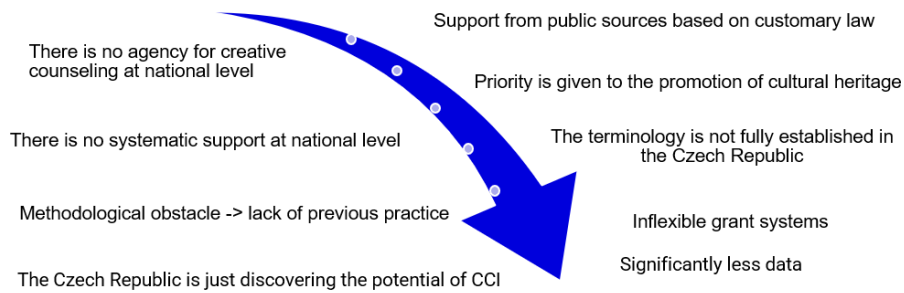 Support from public sources based on customary law
There is no agency for creative
counseling at national level
Priority is given to the promotion of cultural heritage
There is no systematic support at national level
The terminology is not fully established in
the Czech Republic
Methodological obstacle -> lack of previous practice
Inflexible grant systems
Significantly less data
The Czech Republic is just discovering the potential of CCI